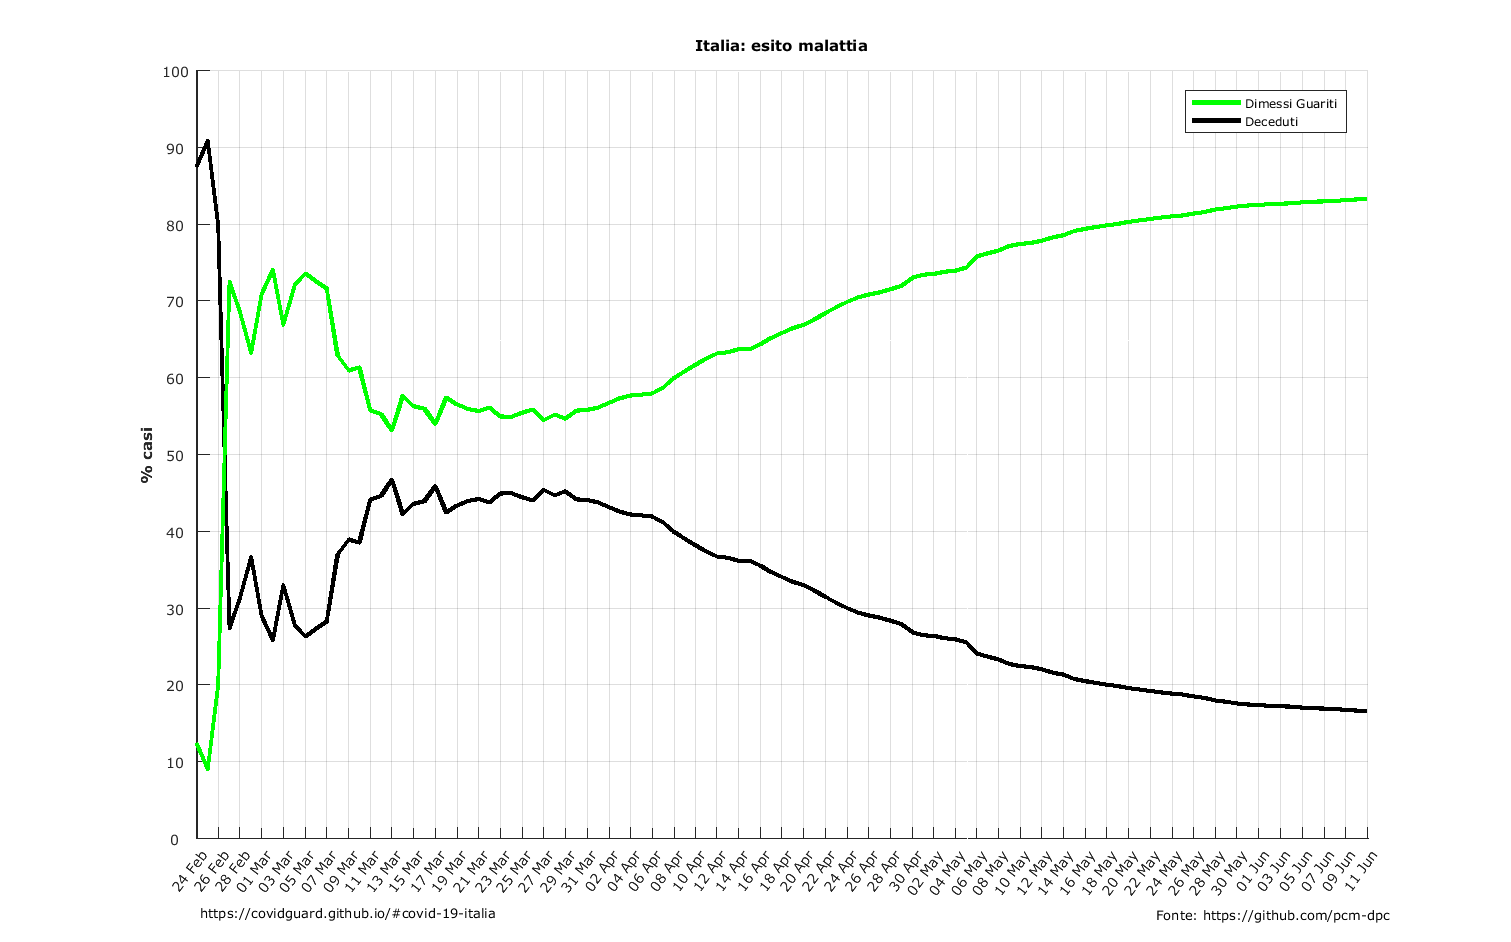 Italia: esito malattia
100
90
80
70
60
50
40
30
20
10
0
% casi
Dimessi Guariti
Deceduti
24 Feb
26 Feb
28 Feb
01 Mar
03 Mar
05 Mar
07 Mar
09 Mar
11 Mar
13 Mar
15 Mar
17 Mar
19 Mar
21 Mar
23 Mar
25 Mar
27 Mar
29 Mar
31 Mar
02 Apr
04 Apr
06 Apr
08 Apr
10 Apr
12 Apr
14 Apr
16 Apr
18 Apr
20 Apr
22 Apr
24 Apr
26 Apr
28 Apr
30 Apr
02 May
04 May
06 May
08 May
10 May
12 May
14 May
16 May
18 May
20 May
22 May
24 May
26 May
28 May
30 May
01 Jun
03 Jun
05 Jun
07 Jun
09 Jun
11 Jun
https://covidguard.github.io/#covid-19-italia
Fonte: https://github.com/pcm-dpc